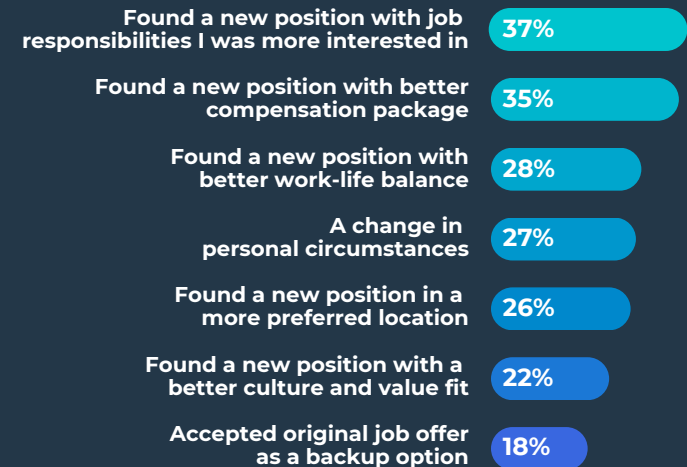 Found a new position with job
responsibilities I was more interested in
37%
Found a new position with better
compensation package
35%
Found a new position with
better work-life balance
28%
A change in
personal circumstances
27%
Found a new position in a
more preferred location
26%
Found a new position with a
better culture and value fit
22%
Accepted original job offer
as a backup option
18%